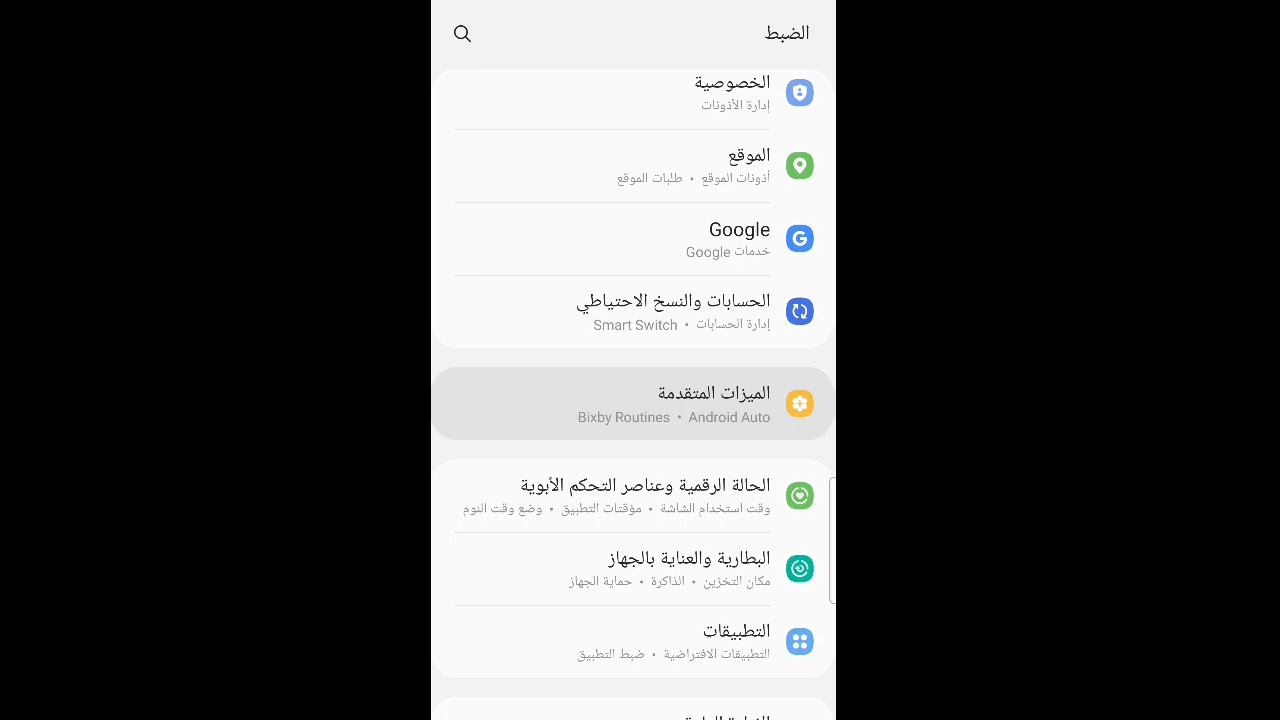 الضبط
الخصوصية
إدارة الأذونات
الموقع
أذونات الموقع • طلبات الموقع
Google
خدمات Google
الحسابات والنسخ الاحتياطي
إدارة الحسابات • Smart Switch
الميزات المتقدمة
Android Auto • Bixby Routines
الحالة الرقمية وعناصر التحكم الأبوية
وقت استخدام الشاشة • مؤقتات التطبيق • وضع وقت النوم
البطارية والعناية بالجهاز
مكان التخزين • الذاكرة • حماية الجهاز
التطبيقات
التطبيقات الافتراضية • ضبط التطبيق